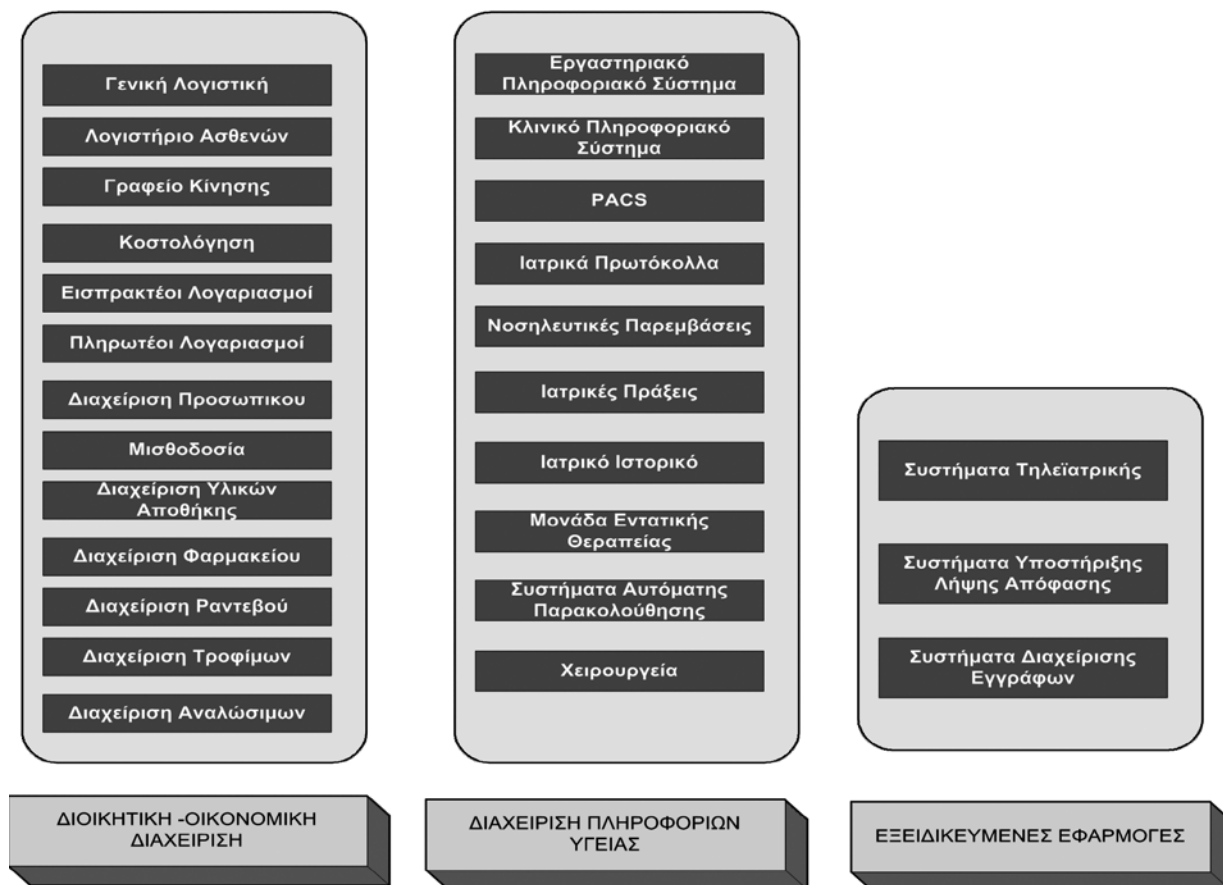 Γενική Λογιστική
Λογιστήριο Ασθενών
Γραφείο Κίνησης
Κοστολόγηση
Εισπρακτέοι Λογαριασμοί
Πληρωτέοι Λογαριασμοί
Διαχείριση Προσωπικου
Μισθοδοσία
Διαχείριση Υλικών
Αποθήκης
Διαχείριση Φαρμακείου
Διαχείριση Ραντεβού
Διαχείριση Τροφίμων
Διαχείριση Αναλώσιμων
ΔΙΟΙΚΗΤΙΚΗ -ΟΙΚΟΝΟΜΙΚΗ
ΔΙΑΧΕΙΡΙΣΗ
Εργαστηριακό
Πληροφοριακό Σύστημα
Κλινικό Πληροφοριακό
Σύστημα
PACS
Ιατρικά Πρωτόκολλα
Νοσηλευτικές Παρεμβάσεις
Ιατρικές Πράξεις
Ιατρικό Ιστορικό
Μονάδα Εντατικής
Θεραπείας
Συστήματα Αυτόματης
Παρακολούθησης
Χειρουργεία
ΔΙΑΧΕΙΡΙΣΗ ΠΛΗΡΟΦΟΡΙΩΝ
ΥΓΕΙΑΣ
Συστήματα Τηλεϊατρικής
Συστήματα Υποστήριξης
Λήψης Απόφασης
Συστήματα Διαχείρισης
Εγγράφων
ΕΞΕΙΔΙΚΕΥΜΕΝΕΣ ΕΦΑΡΜΟΓΕΣ